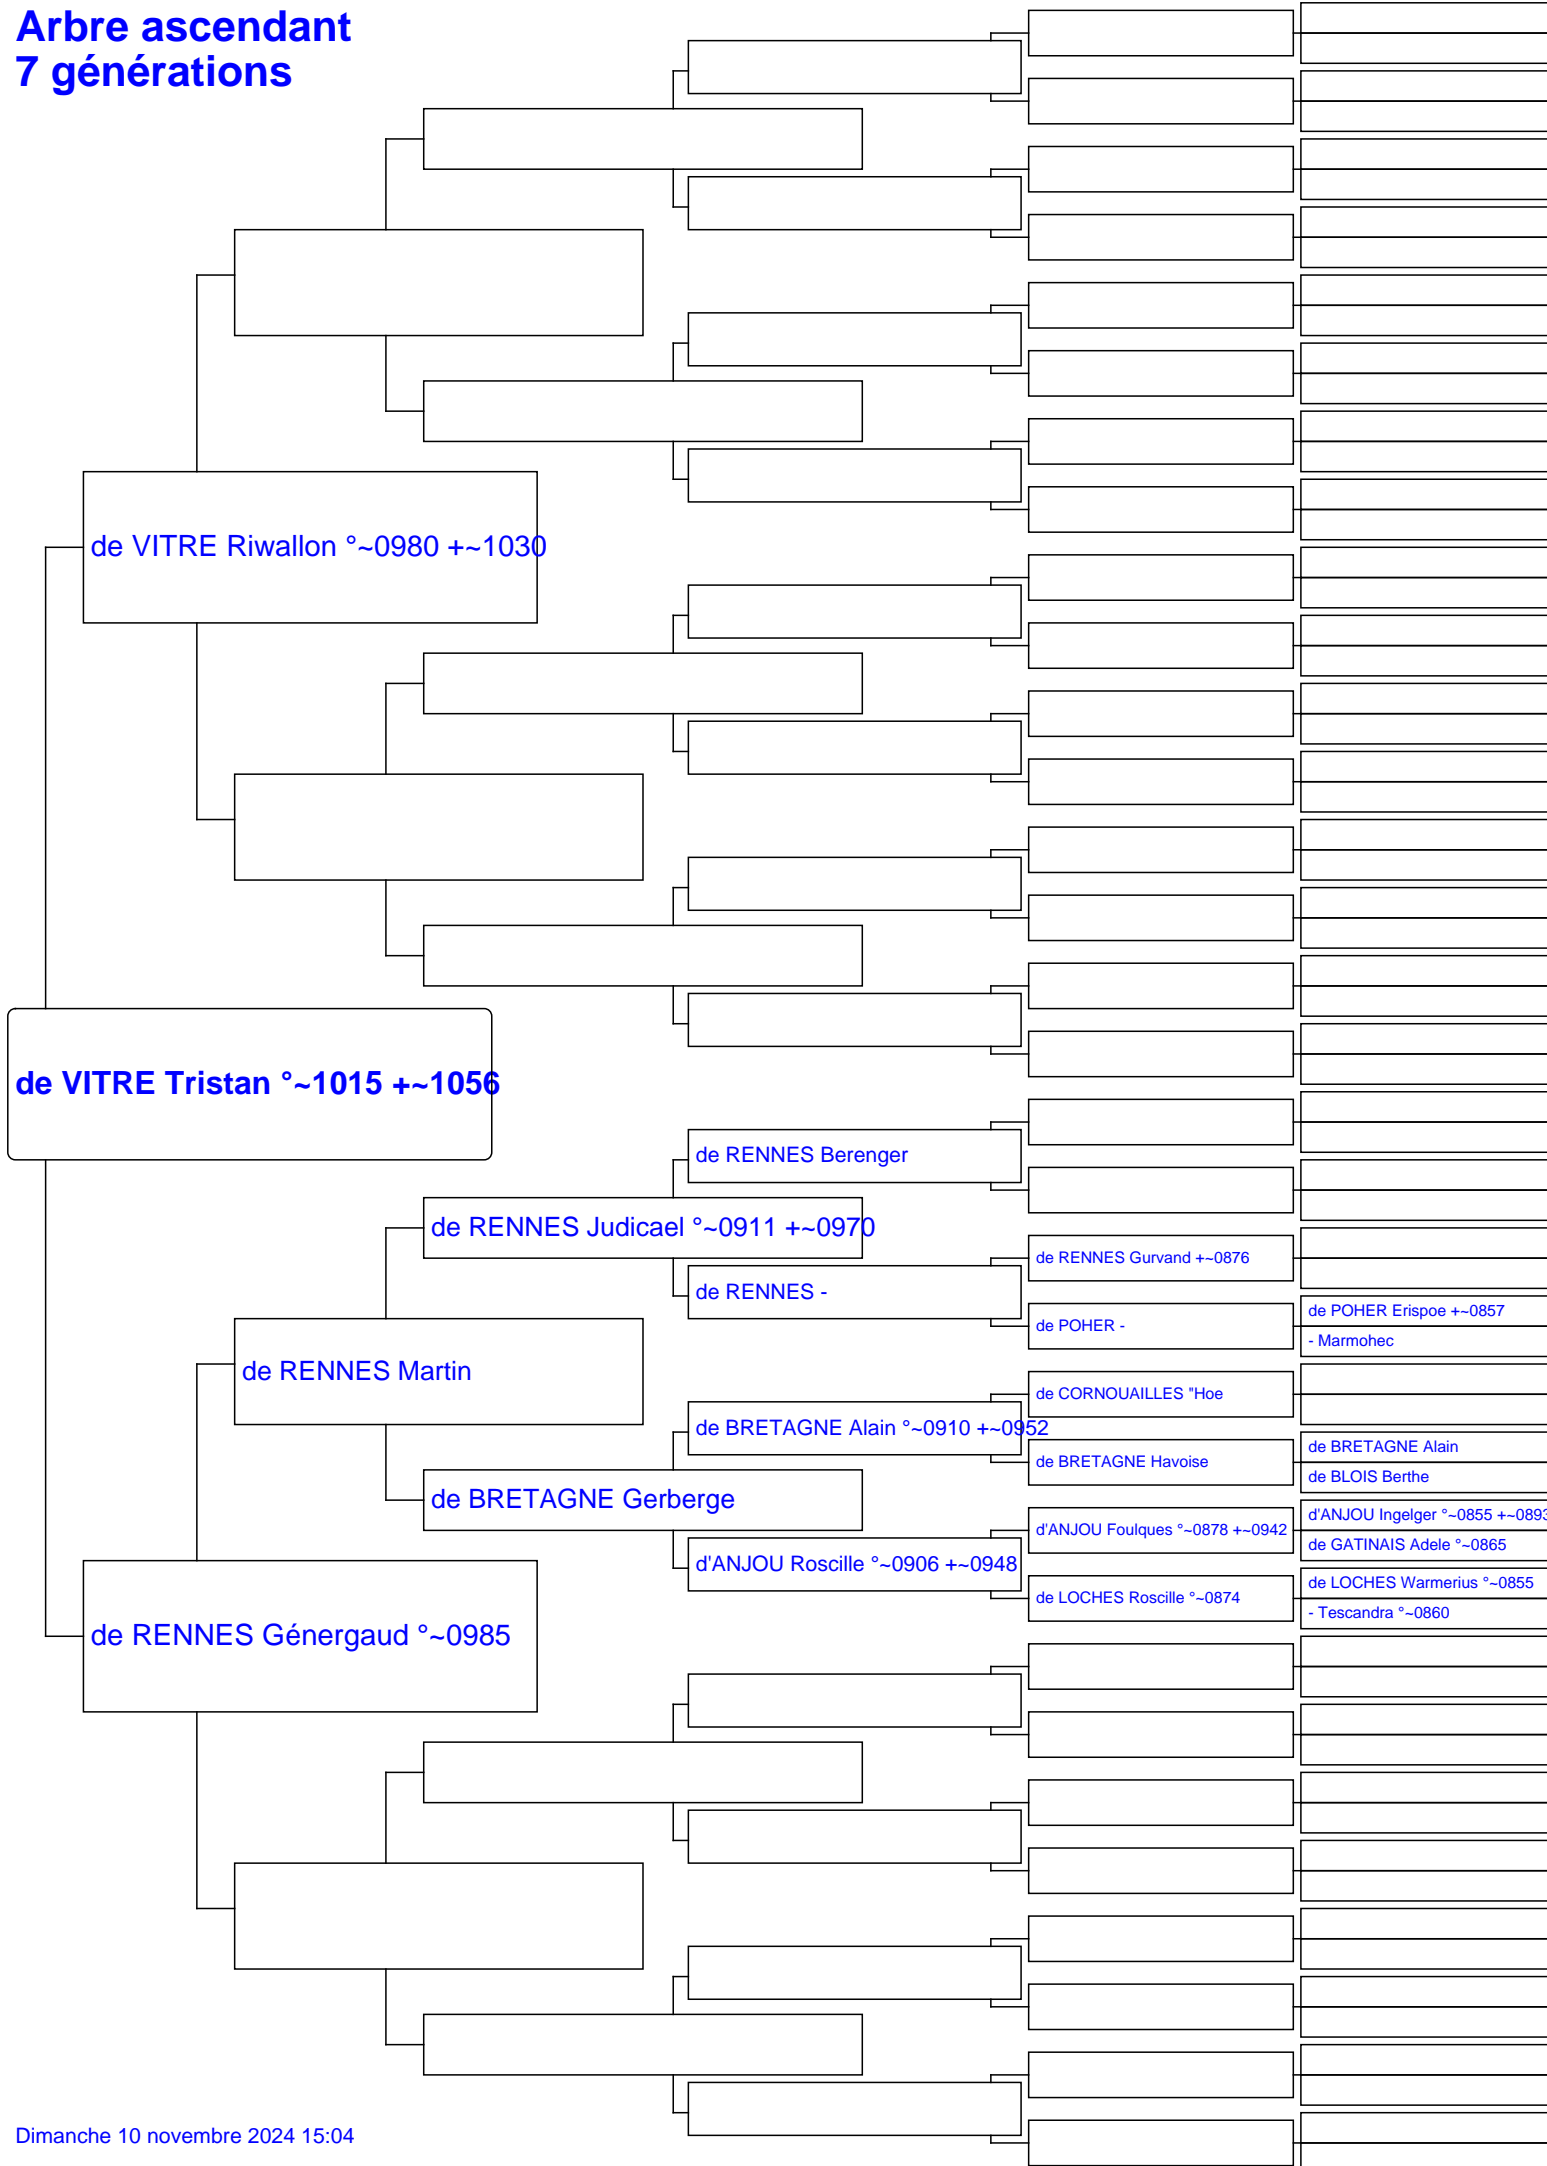 Arbre ascendant
7 générations
de VITRE Riwallon °~0980 +~1030
de VITRE Tristan °~1015 +~1056
de RENNES Berenger
de RENNES Judicael °~0911 +~0970
de RENNES Gurvand +~0876
de RENNES -
de POHER Erispoe +~0857
de POHER -
- Marmohec
de RENNES Martin
de CORNOUAILLES "Hoe
de BRETAGNE Alain °~0910 +~0952
de BRETAGNE Alain
de BRETAGNE Havoise
de BLOIS Berthe
de BRETAGNE Gerberge
d'ANJOU Ingelger °~0855 +~0893
d'ANJOU Foulques °~0878 +~0942
de GATINAIS Adele °~0865
d'ANJOU Roscille °~0906 +~0948
de LOCHES Warmerius °~0855
de LOCHES Roscille °~0874
- Tescandra °~0860
de RENNES Génergaud °~0985
Dimanche 10 novembre 2024 15:04